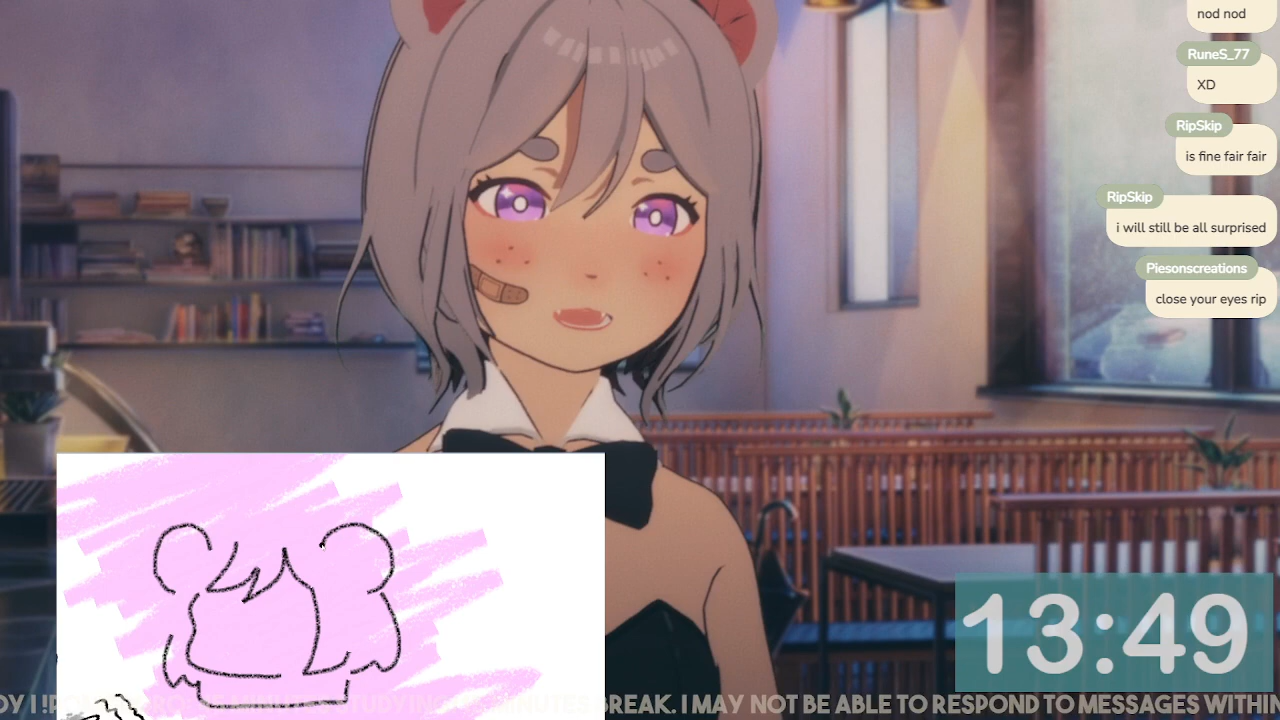 nod nod
RuneS_77
XD
RipSkip
is fine fair fair
RipSkip
i will still be all surprised
Piesonscreations
close your eyes rip
13:49
BREAK. I MAY NOT BE ABLE TO RESPOND TO MESSAGES WITHIN